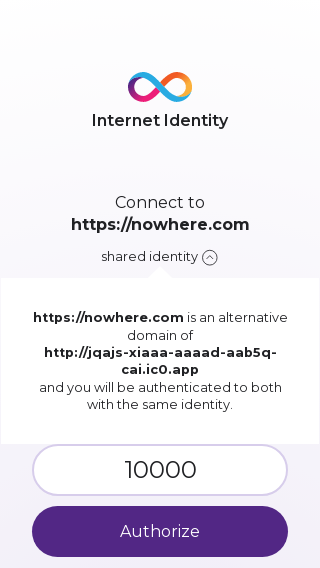 Internet Identity
Connect to
https://nowhere.com
shared identity
https://nowhere.com is an alternative
domain of
http://jqajs-xiaaa-aaaad-aab5q-
cai.ic0.app
and you will be authenticated to both
with the same identity.
10000
Authorize